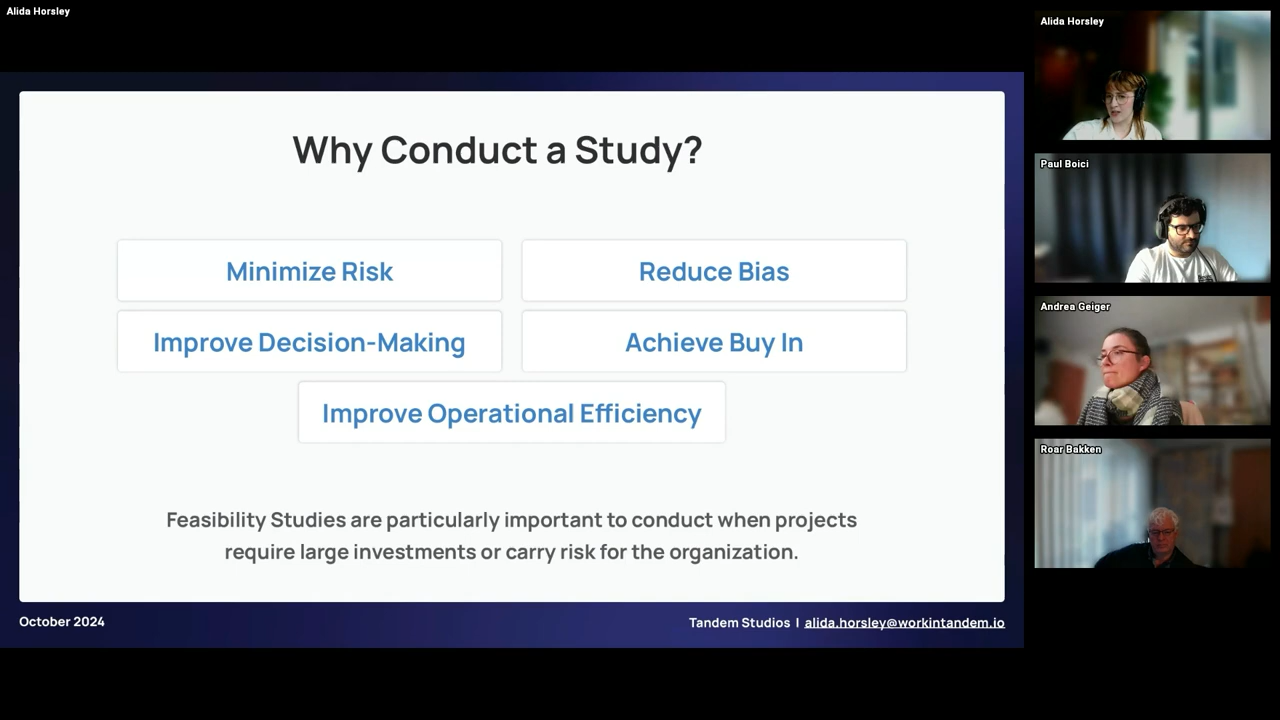 Alida Horsley
Why Conduct a Study?
Minimize Risk
Reduce Bias
Improve Decision-Making
Achieve Buy In
Improve Operational Efficiency
Feasibility Studies are particularly important to conduct when projects
require large investments or carry risk for the organization.
October 2024
Tandem Studios | alida.horsley@workintandem.io
Alida Horsley
Paul Boici
Andrea Geiger
Roar Bakken